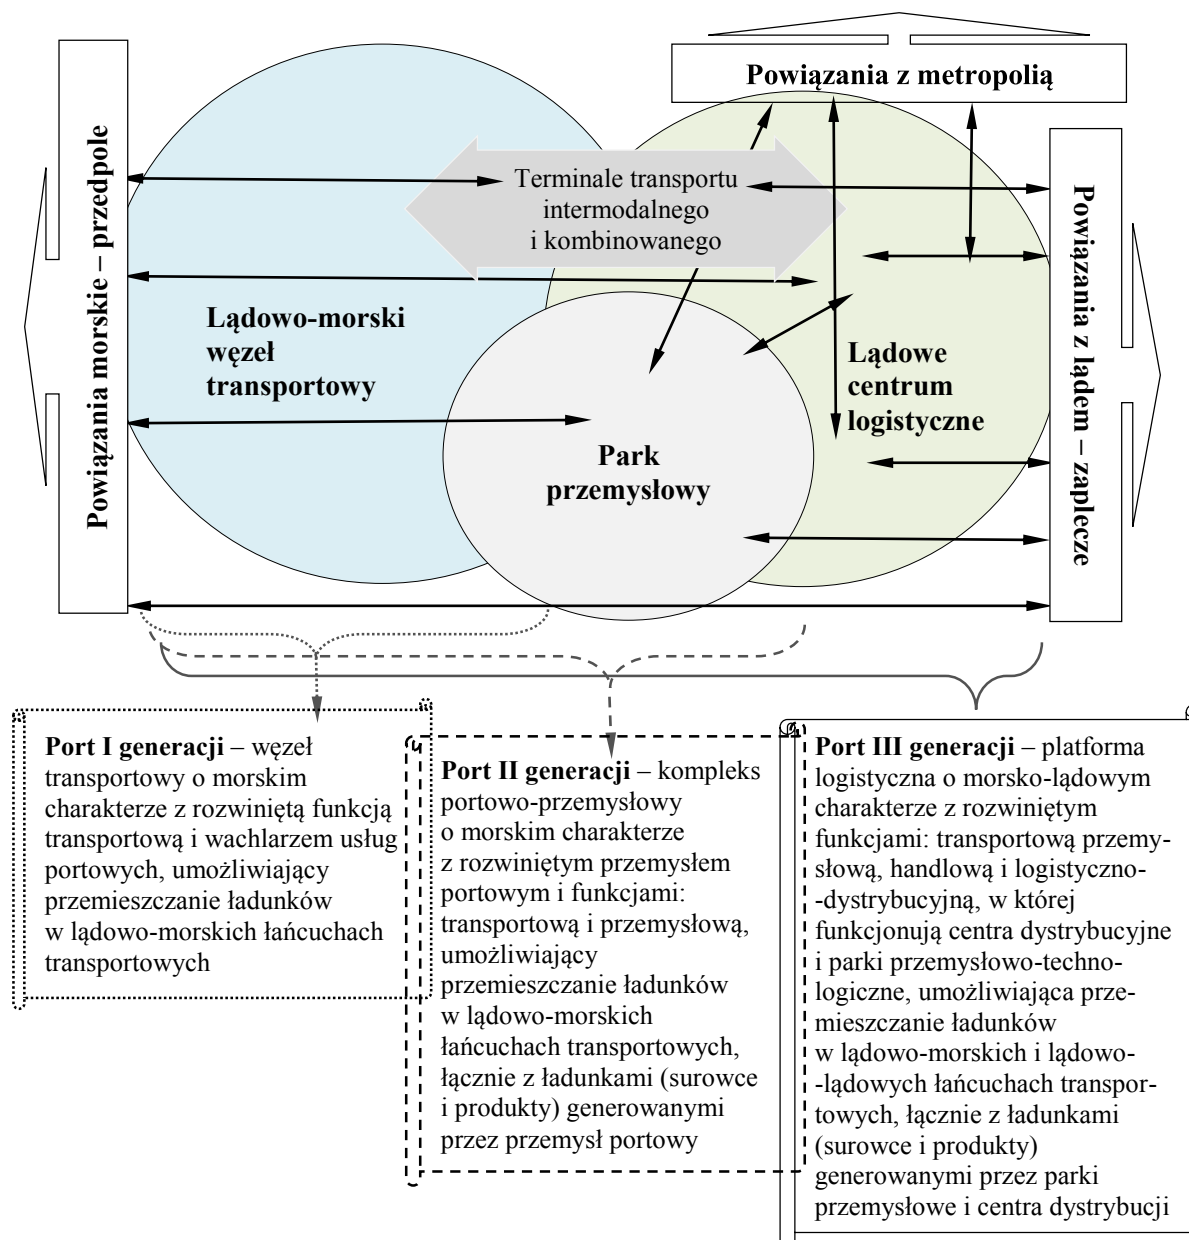 Powiązania z metropolią
Powiązania morskie – przedpole
Terminale transportu
intermodalnego
i kombinowanego
Powiązania z lądem – zaplecze
Lądowo-morski
węzeł
transportowy
Lądowe
centrum
logistyczne
Park
przemysłowy
Port I generacji – węzeł
transportowy o morskim
charakterze z rozwiniętą funkcją
transportową i wachlarzem usług
portowych, umożliwiający
przemieszczanie ładunków
w lądowo-morskich łańcuchach
transportowych
Port II generacji – kompleks
portowo-przemysłowy
o morskim charakterze
z rozwiniętym przemysłem
portowym i funkcjami:
transportową i przemysłową,
umożliwiający
przemieszczanie ładunków
w lądowo-morskich
łańcuchach transportowych,
łącznie z ładunkami (surowce
i produkty) generowanymi
przez przemysł portowy
Port III generacji – platforma
logistyczna o morsko-lądowym
charakterze z rozwiniętym
funkcjami: transportową przemy-
słową, handlową i logistyczno-
-dystrybucyjną, w której
funkcjonują centra dystrybucyjne
i parki przemysłowo-techno-
logiczne, umożliwiająca prze-
mieszczanie ładunków
w lądowo-morskich i lądowo-
-lądowych łańcuchach transpor-
towych, łącznie z ładunkami
(surowce i produkty)
generowanymi przez parki
przemysłowe i centra dystrybucji